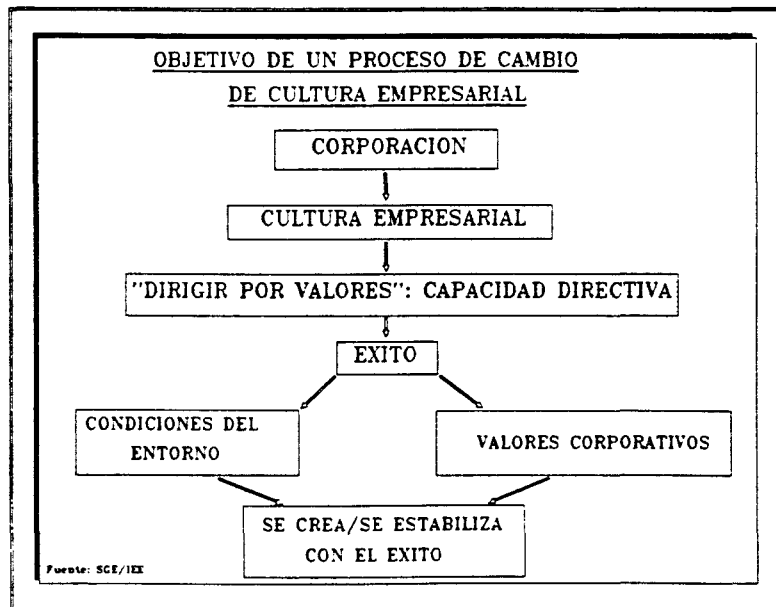 OBJETIVO DE UN PROCESO DE CAMBIO
DE CULTURA EMPRESARIAL
CORPORACION
CULTURA EMPRESARIAL
"DIRIGIR POR VALORES": CAPACIDAD DIRECTIVA
EXITO
CONDICIONES DEL
ENTORNO
VALORES CORPORATIVOS
SE CREA/SE ESTABILIZA
CON EL EXITO
Fuente: SGE/IEE